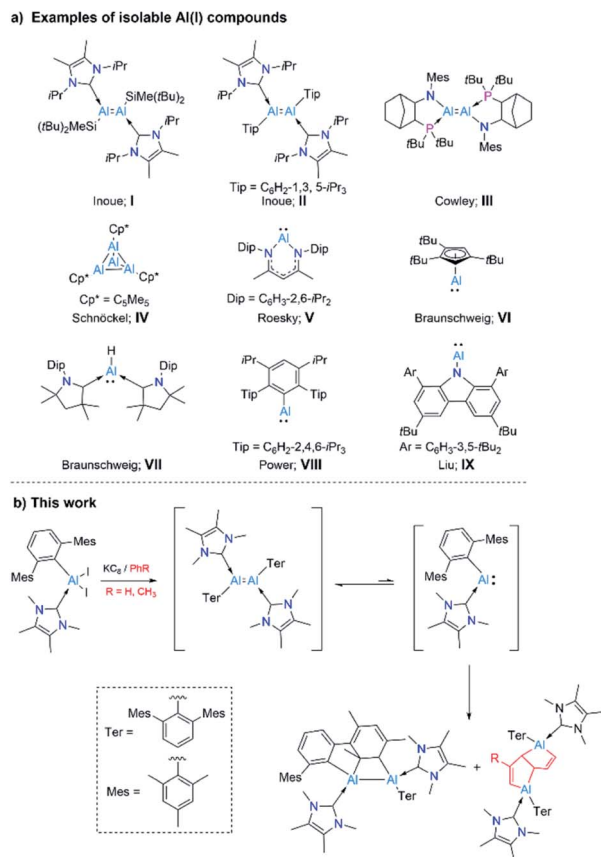 a) Examples of isolable Al(I) compounds
iPr
N
N
iPr
SiMe(tBu)2
Al=Al
(tBu)2MeSi
iPr
N
N
iPr
Inoue; I
iPr
N
N
iPr
Tip
Al=Al
Tip
iPr
N
N
iPr
Tip = C6H2-1,3, 5-iPr3
Inoue; II
Mes
N
tBu
tBu
P
Al=Al
P
tBu
tBu
N
Mes
Cowley; III
Cp*
Al
Al
Al
Al
Cp*
Cp*
Cp* = C5Me5
Schnöckel; IV
Al
Dip
N
N
Dip
Dip = C6H3-2,6-iPr2
Roesky; V
tBu
tBu
tBu
Al
Braunschweig; VI
H
Dip
N
Al
Dip
N
Braunschweig; VII
iPr
iPr
Tip
Tip
Al
Tip = C6H2-2,4,6-iPr3
Power; VIII
Al
Ar
N
Ar
tBu
tBu
Ar = C6H3-3,5-tBu2
Liu; IX
b) This work
Mes
Mes
Al
I
I
N
N
KC8 / PhR
R = H, CH3
N
N
Ter
Al=Al
Ter
N
N
Mes
Mes
Al:
N
N
Ter =
Mes
Mes
Mes =
Mes
Al
Al
Ter
N
N
N
N
+
N
N
Ter
Al
R
Al
Ter
N
N